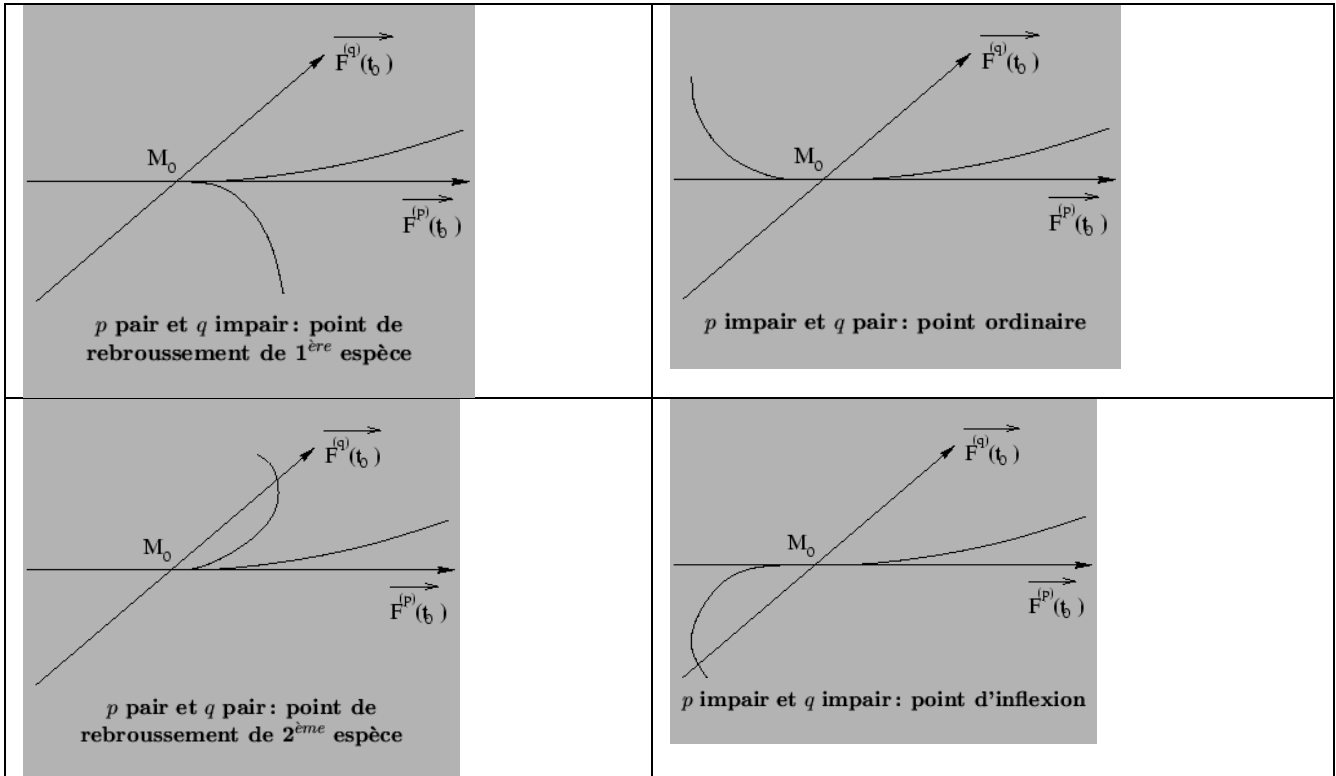 F⁽q⁾(t₀)
M₀
F⁽p⁾(t₀)
p pair et q impair : point de
rebroussement de 1ère espèce
F⁽q⁾(t₀)
M₀
F⁽p⁾(t₀)
p impair et q pair : point ordinaire
F⁽q⁾(t₀)
M₀
F⁽p⁾(t₀)
p pair et q pair : point de
rebroussement de 2ème espèce
F⁽q⁾(t₀)
M₀
F⁽p⁾(t₀)
p impair et q impair : point d'inflexion